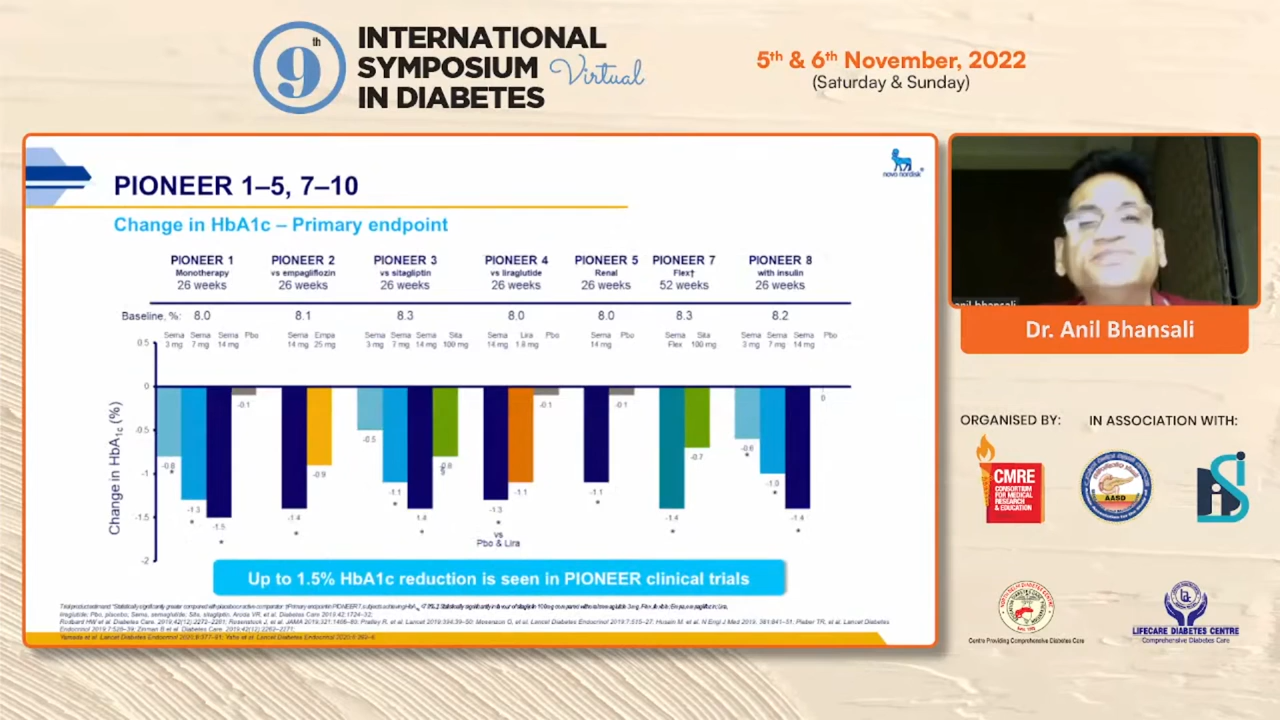 9th
INTERNATIONAL
SYMPOSIUM Virtual
IN DIABETES
5th & 6th November, 2022
(Saturday & Sunday)
PIONEER 1–5, 7–10
novo nordisk®
Change in HbA1c – Primary endpoint
PIONEER 1 PIONEER 2 PIONEER 3 PIONEER 4 PIONEER 5 PIONEER 7 PIONEER 8
Monotherapy vs empagliflozin vs sitagliptin vs liraglutide Renal Flex† with insulin
26 weeks 26 weeks 26 weeks 26 weeks 26 weeks 52 weeks 26 weeks
Baseline, %: 8.0 8.1 8.3 8.0 8.0 8.3 8.2
Sema Sema Sema Pbo Sema Empa Sema Sema Sema Sita Sema Lira Pbo Sema Pbo Sema Sita Sema Sema Sema Pbo
3 mg 7 mg 14 mg 14 mg 25 mg 3 mg 7 mg 14 mg 100 mg 14 mg 1.8 mg 14 mg Flex 100 mg 3 mg 7 mg 14 mg
Change in HbA1c (%)
0.5
0
-0.5
-1
-1.5
-2
-0.8 * -1.3 * -1.5 * -0.1
-1.4 * -0.9
-0.5 -1.1 * -1.4 * -0.8
-1.3 * -1.1 -0.1
vs
Pbo & Lira
-1.1 * -0.1
-1.4 * -0.7
-0.6 * -1.0 * -1.4 * 0
Up to 1.5% HbA1c reduction is seen in PIONEER clinical trials
anil bhansali
Dr. Anil Bhansali
ORGANISED BY: IN ASSOCIATION WITH:
CMRE
CONSORTIUM
FOR MEDICAL
RESEARCH
& EDUCATION
AASD
Centre Providing Comprehensive Diabetes Care
LIFECARE DIABETES CENTRE
Comprehensive Diabetes Care